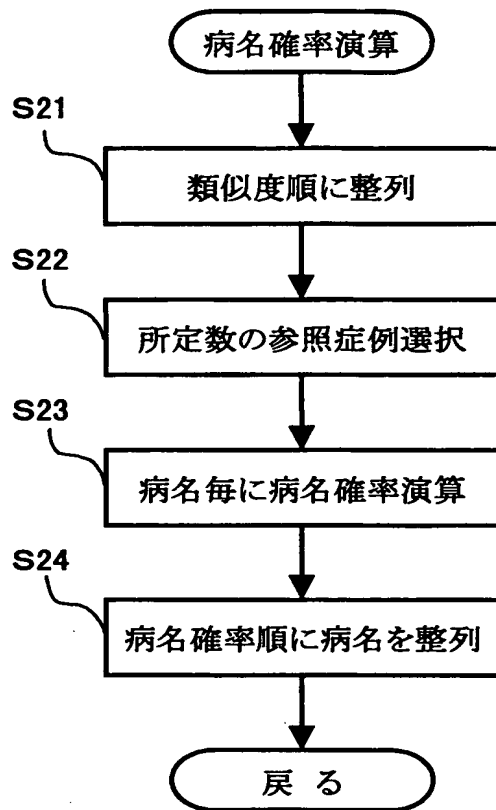 病名確率演算
S21
類似度順に整列
S22
所定数の参照症例選択
S23
病名毎に病名確率演算
S24
病名確率順に病名を整列
戻る